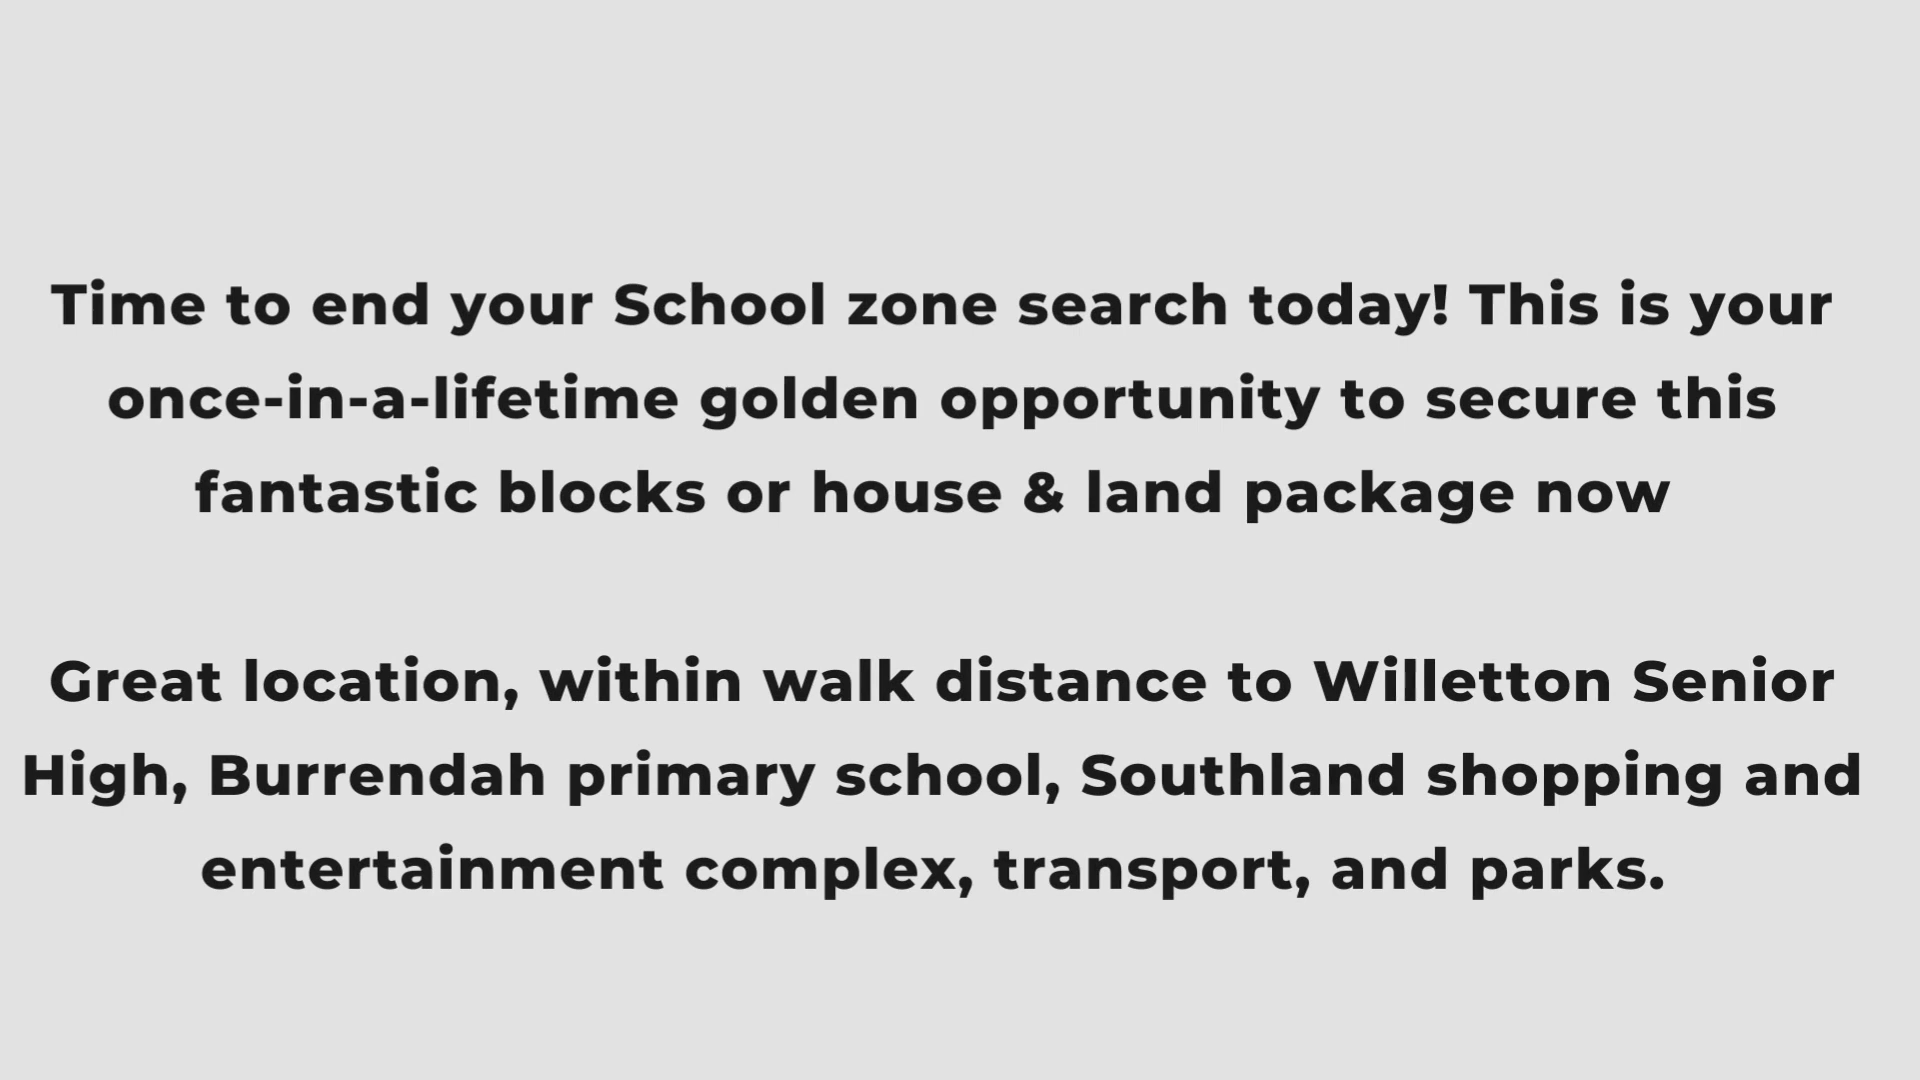 Time to end your School zone search today! This is your
once-in-a-lifetime golden opportunity to secure this
fantastic blocks or house & land package now
Great location, within walk distance to Willetton Senior
High, Burrendah primary school, Southland shopping and
entertainment complex, transport, and parks.